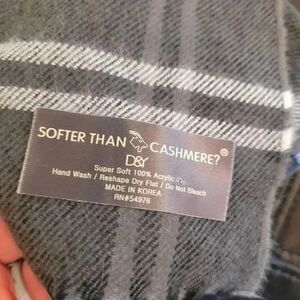 SOFTER THAN CASHMERE?®
D&Y
Super Soft 100% Acrylic
Hand Wash / Reshape Dry Flat / Do Not Bleach
MADE IN KOREA
RN#54976